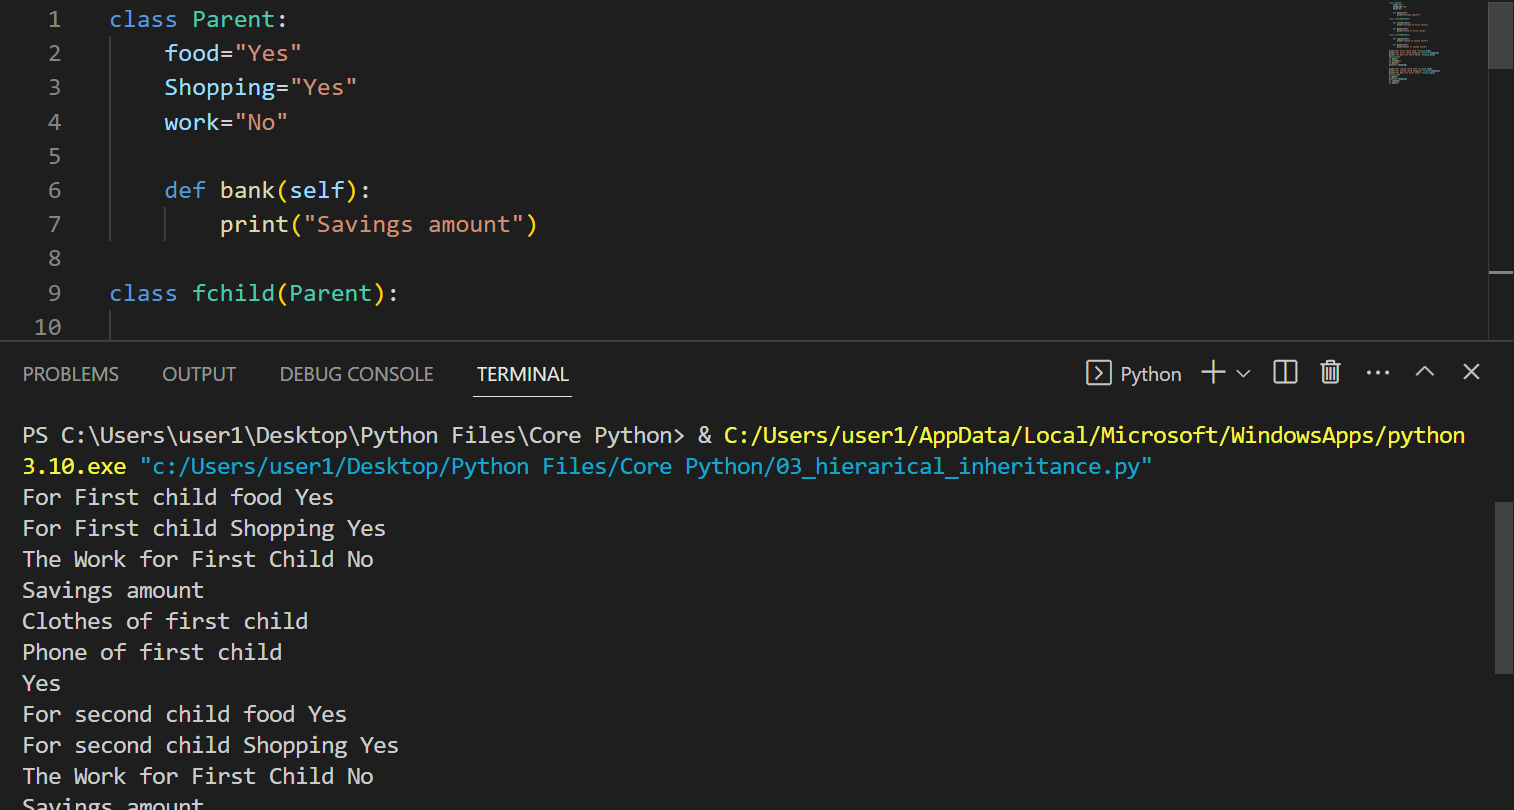 1 class Parent:
2 food="Yes"
3 Shopping="Yes"
4 work="No"
5
6 def bank(self):
7 print("Savings amount")
8
9 class fchild(Parent):
10
PROBLEMS OUTPUT DEBUG CONSOLE TERMINAL Python
PS C:\Users\user1\Desktop\Python Files\Core Python> & C:/Users/user1/AppData/Local/Microsoft/WindowsApps/python
3.10.exe "c:/Users/user1/Desktop/Python Files/Core Python/03_hierarical_inheritance.py"
For First child food Yes
For First child Shopping Yes
The Work for First Child No
Savings amount
Clothes of first child
Phone of first child
Yes
For second child food Yes
For second child Shopping Yes
The Work for First Child No
Savings amount